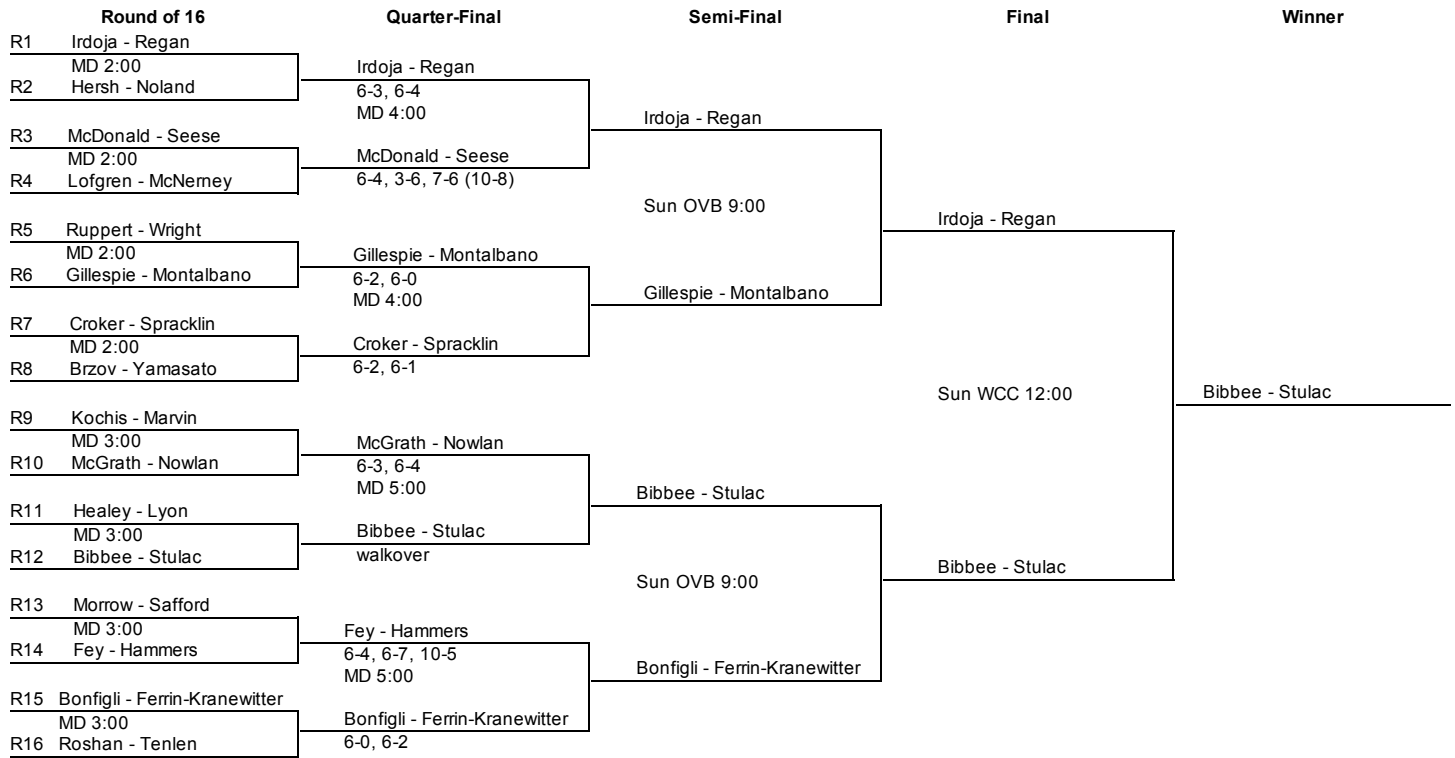 Round of 16
Quarter-Final
Semi-Final
Final
Winner
R1 Irdoja - Regan
MD 2:00
R2 Hersh - Noland
R3 McDonald - Seese
MD 2:00
R4 Lofgren - McNerney
R5 Ruppert - Wright
MD 2:00
R6 Gillespie - Montalbano
R7 Croker - Spracklin
MD 2:00
R8 Brzov - Yamasato
R9 Kochis - Marvin
MD 3:00
R10 McGrath - Nowlan
R11 Healey - Lyon
MD 3:00
R12 Bibbee - Stulac
R13 Morrow - Safford
MD 3:00
R14 Fey - Hammers
R15 Bonfigli - Ferrin-Kranewitter
MD 3:00
R16 Roshan - Tenlen
Irdoja - Regan
6-3, 6-4
MD 4:00
McDonald - Seese
6-4, 3-6, 7-6 (10-8)
Gillespie - Montalbano
6-2, 6-0
MD 4:00
Croker - Spracklin
6-2, 6-1
McGrath - Nowlan
6-3, 6-4
MD 5:00
Bibbee - Stulac
walkover
Fey - Hammers
6-4, 6-7, 10-5
MD 5:00
Bonfigli - Ferrin-Kranewitter
6-0, 6-2
Irdoja - Regan
Sun OVB 9:00
Gillespie - Montalbano
Bibbee - Stulac
Sun OVB 9:00
Bonfigli - Ferrin-Kranewitter
Irdoja - Regan
Sun WCC 12:00
Bibbee - Stulac
Bibbee - Stulac